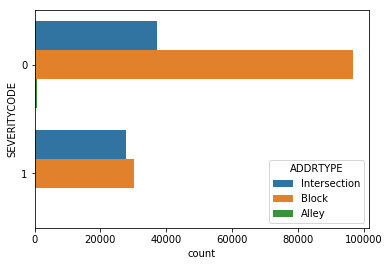 SEVERITYCODE
0
1
ADDRTYPE
Intersection
Block
Alley
0 20000 40000 60000 80000 100000
count